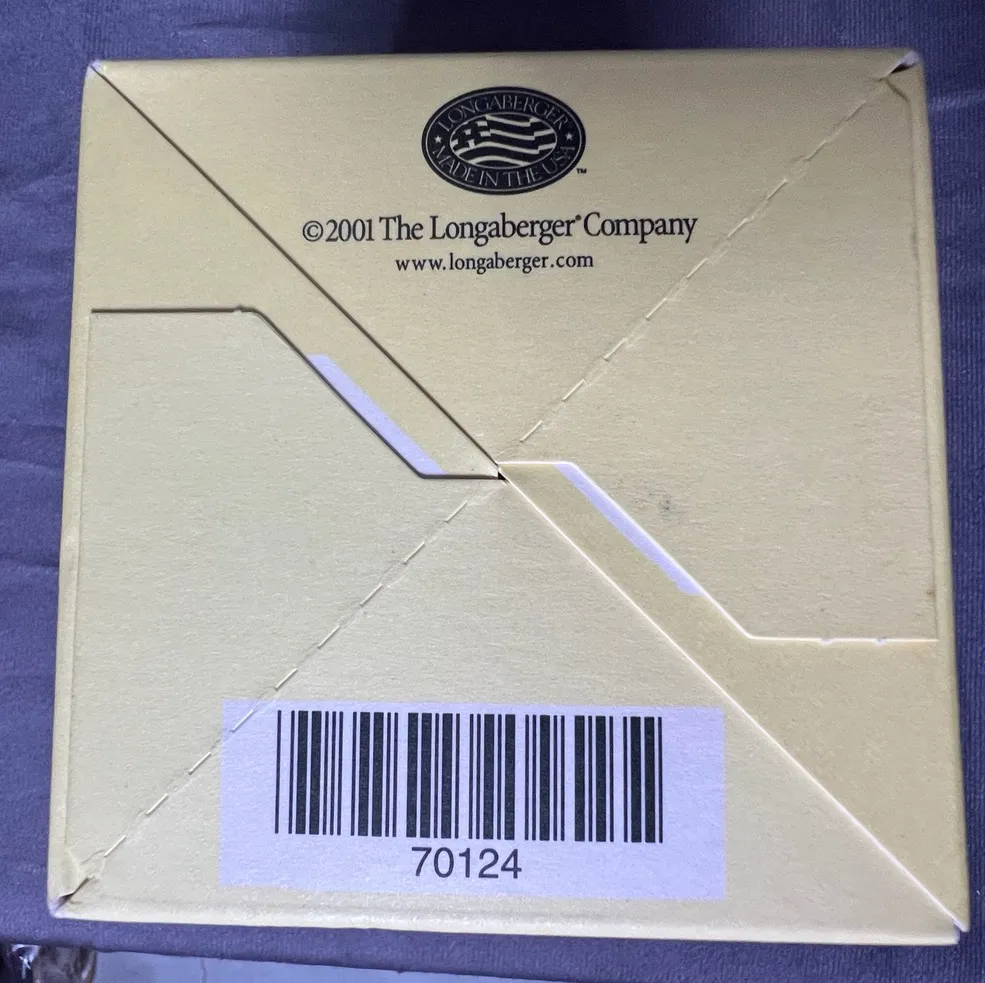 LONGABERGER
MADE IN THE USA
™
©2001 The Longaberger® Company
www.longaberger.com
70124